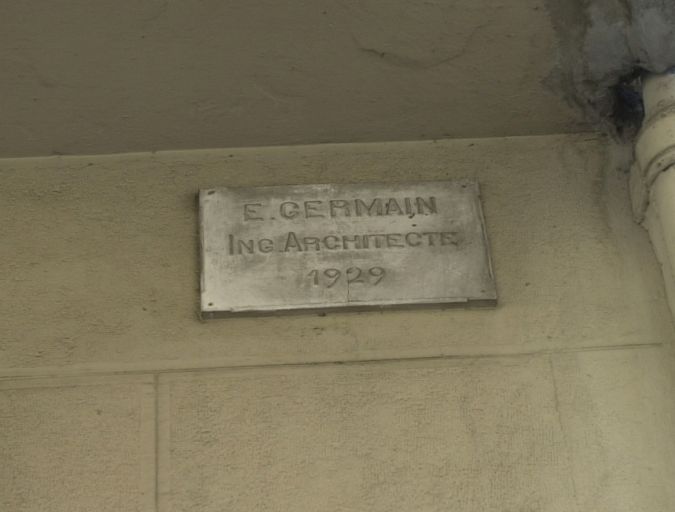 E. GERMAIN
ING. ARCHITECTE
1929